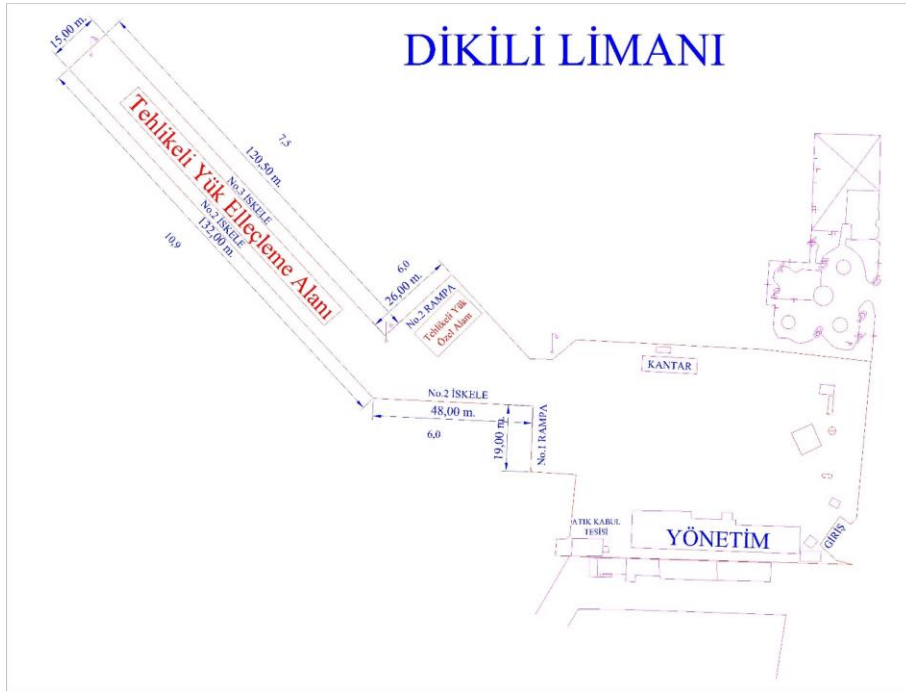 DİKİLİ LİMANI
15,00 m.
7,5
120,50 m.
Tehlikeli Yük Elleçleme Alanı
No.3 İSKELE
No.2 İSKELE
132,00 m.
10,9
6,0
26,00 m.
No.2 RAMPA
Tehlikeli Yük
Özel Alanı
KANTAR
No.2 İSKELE
48,00 m.
6,0
19,00 m.
No.1 RAMPA
ATIK KABUL
TESİSİ
YÖNETİM
GİRİŞ